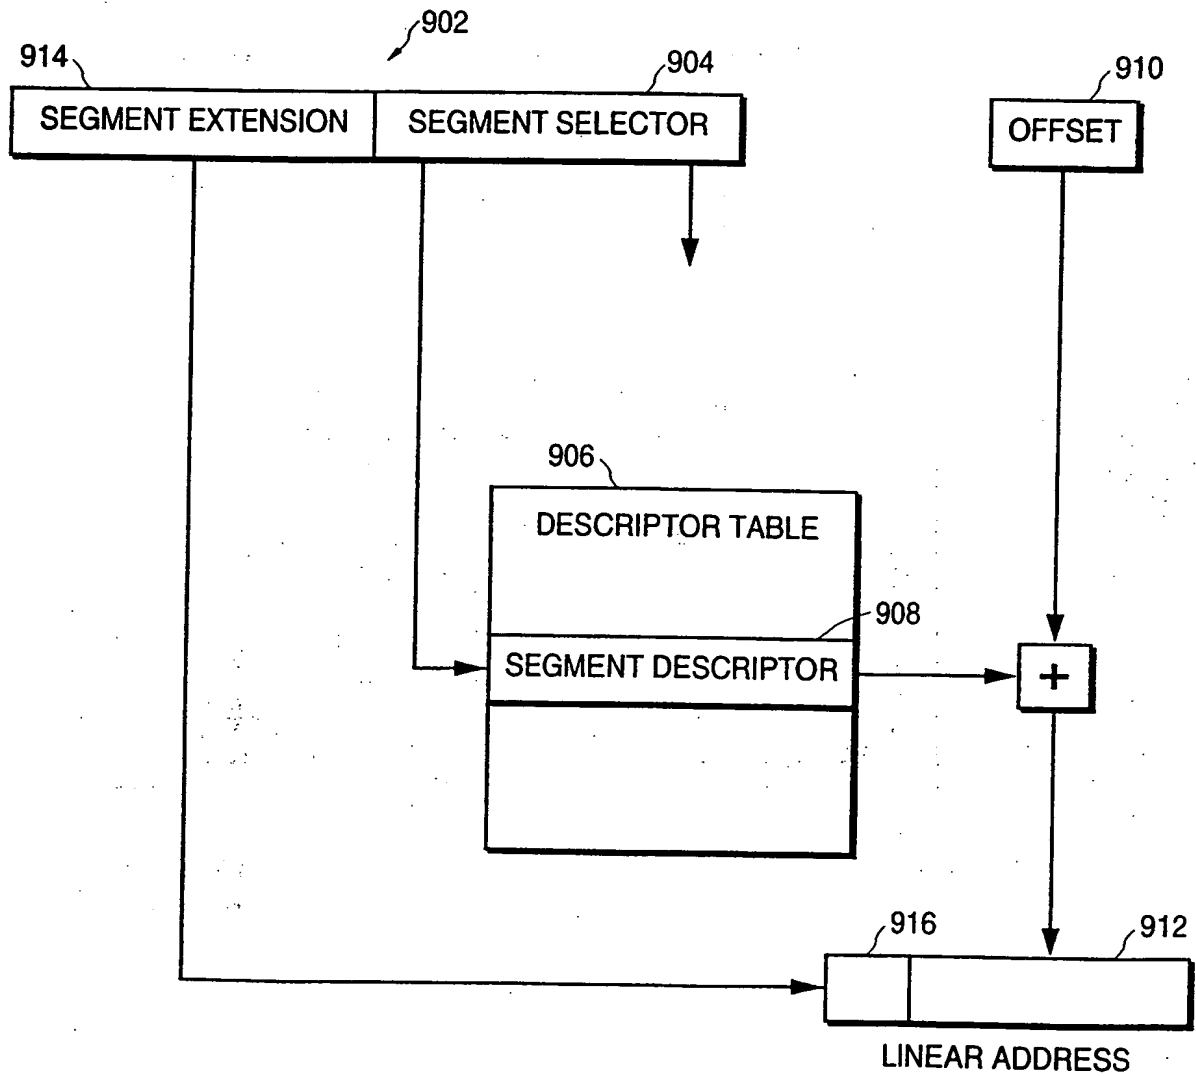 902
914
904
910
SEGMENT EXTENSION
SEGMENT SELECTOR
OFFSET
906
DESCRIPTOR TABLE
908
SEGMENT DESCRIPTOR
+
916
912
LINEAR ADDRESS